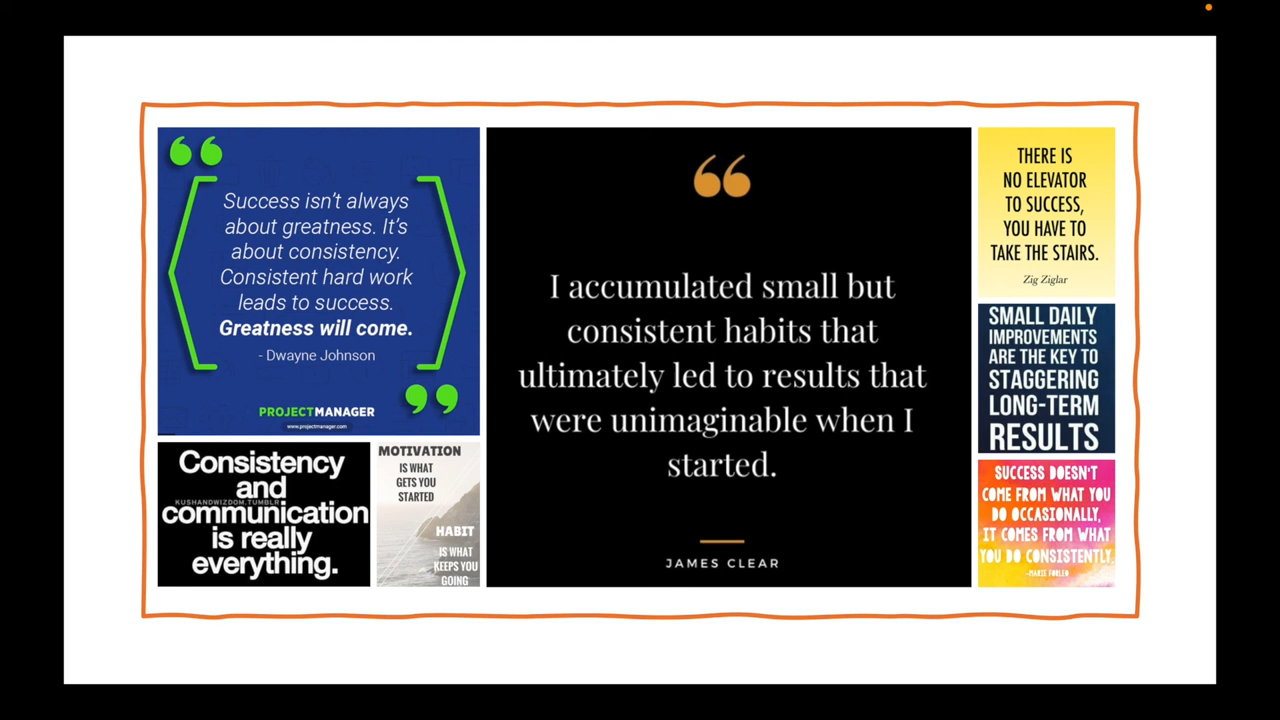 Success isn't always
about greatness. It's
about consistency.
Consistent hard work
leads to success.
Greatness will come.
- Dwayne Johnson
PROJECTMANAGER
www.projectmanager.com
Consistency
and
KUSHANDWIZDOM.TUMBLR
communication
is really
everything.
MOTIVATION
IS WHAT
GETS YOU
STARTED
HABIT
IS WHAT
KEEPS YOU
GOING
I accumulated small but
consistent habits that
ultimately led to results that
were unimaginable when I
started.
JAMES CLEAR
THERE IS
NO ELEVATOR
TO SUCCESS,
YOU HAVE TO
TAKE THE STAIRS.
Zig Ziglar
SMALL DAILY
IMPROVEMENTS
ARE THE KEY TO
STAGGERING
LONG-TERM
RESULTS
SUCCESS DOESN'T
COME FROM WHAT YOU
DO OCCASIONALLY,
IT COMES FROM WHAT
YOU DO CONSISTENTLY.
-MARIE FORLEO